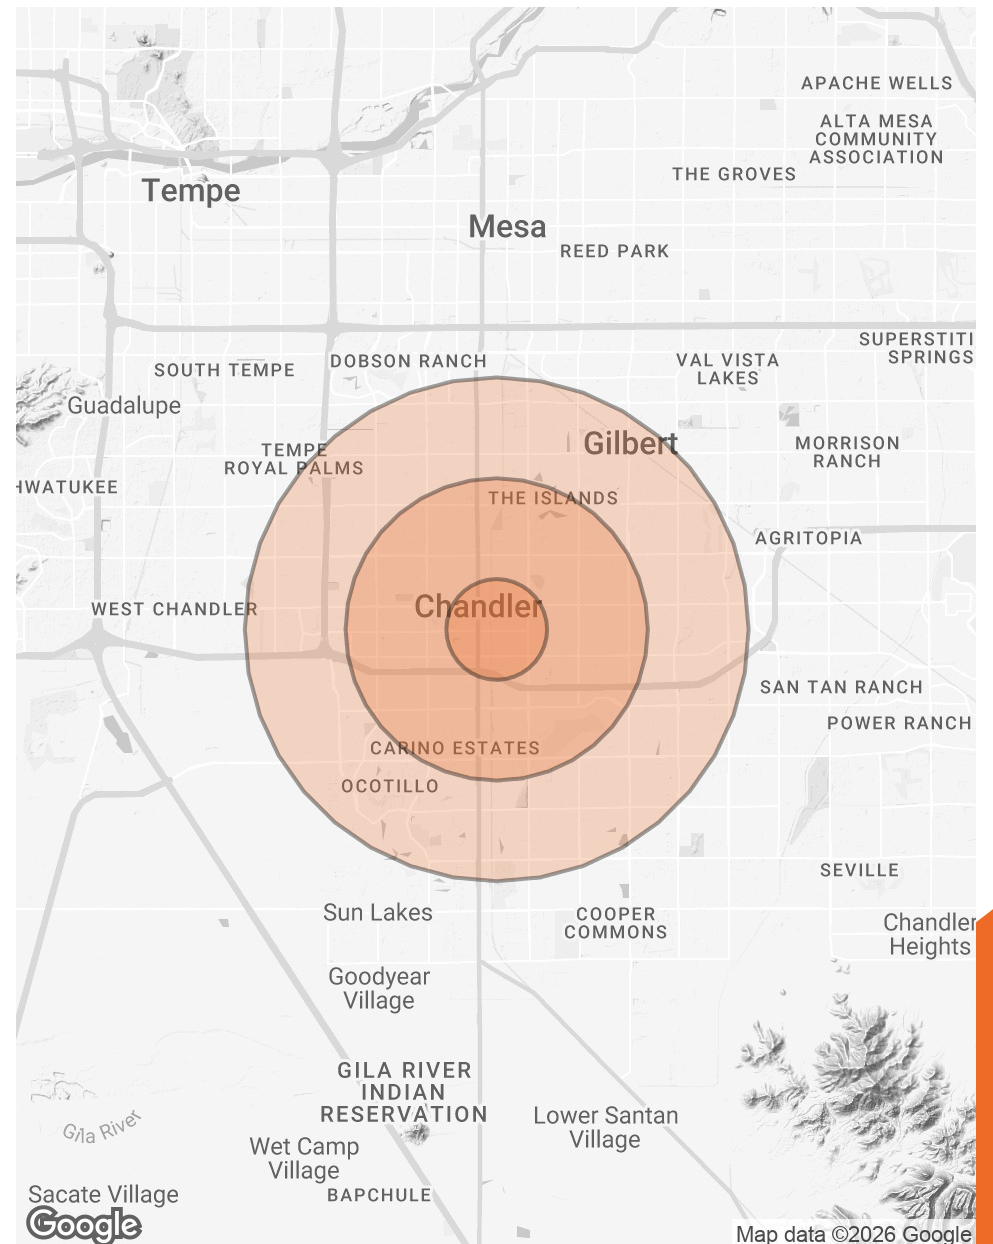 APACHE WELLS
ALTA MESA
COMMUNITY
ASSOCIATION
THE GROVES
Tempe
Mesa
REED PARK
SUPERSTITI
SPRINGS
DOBSON RANCH
VAL VISTA
LAKES
SOUTH TEMPE
Guadalupe
Gilbert
TEMPE
ROYAL PALMS
MORRISON
RANCH
HWATUKEE
THE ISLANDS
AGRITOPIA
Chandler
WEST CHANDLER
SAN TAN RANCH
POWER RANCH
CARINO ESTATES
OCOTILLO
SEVILLE
Sun Lakes
COOPER
COMMONS
Chandler
Heights
Goodyear
Village
GILA RIVER
INDIAN
RESERVATION
Lower Santan
Village
Gila River
Wet Camp
Village
BAPCHULE
Sacate Village
Google
Map data ©2026 Google